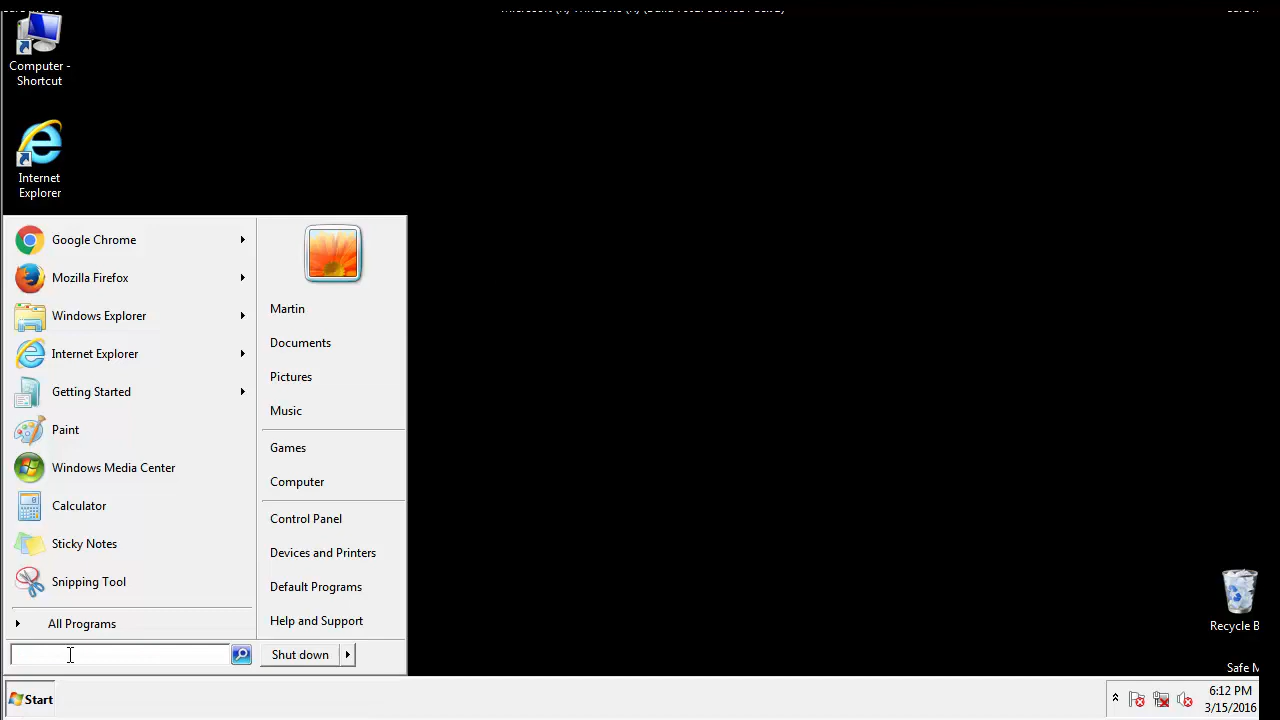 Computer -
Shortcut
Internet
Explorer
Google Chrome
Mozilla Firefox
Windows Explorer
Internet Explorer
Getting Started
Paint
Windows Media Center
Calculator
Sticky Notes
Snipping Tool
All Programs
Martin
Documents
Pictures
Music
Games
Computer
Control Panel
Devices and Printers
Default Programs
Help and Support
Shut down
Recycle B
Safe M
Start
6:12 PM
3/15/2016